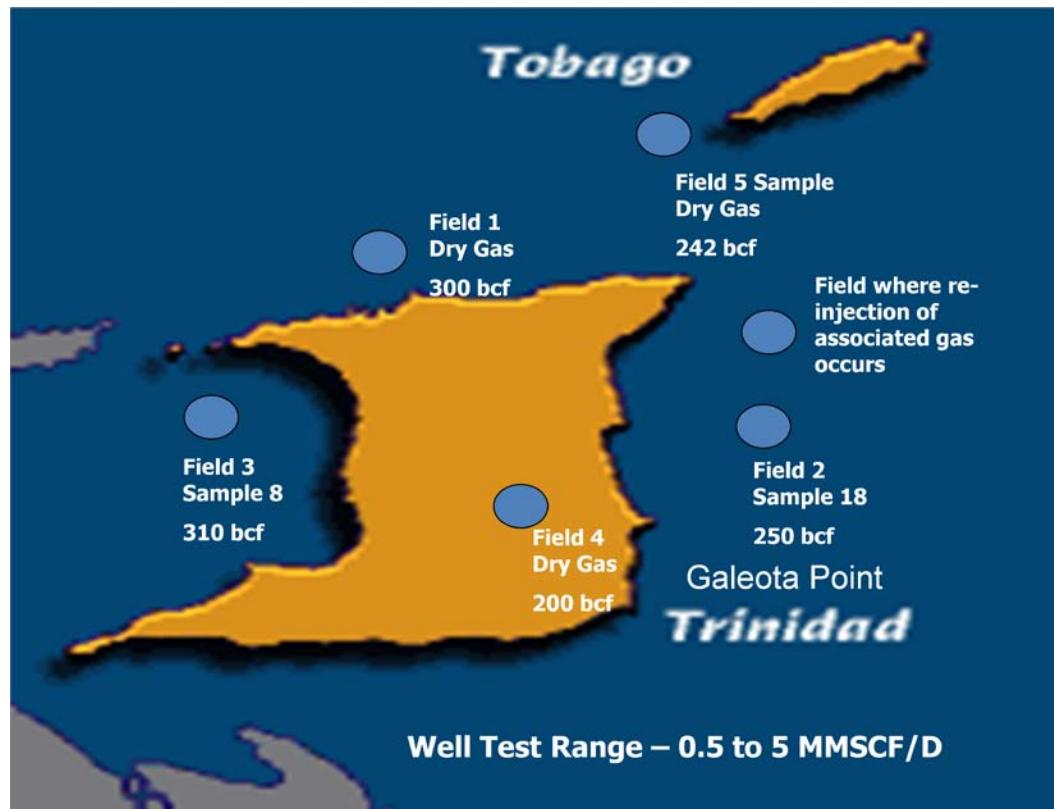 Tobago
Field 5 Sample
Dry Gas
242 bcf
Field 1
Dry Gas
300 bcf
Field where re-
injection of
associated gas
occurs
Field 3
Sample 8
310 bcf
Field 2
Sample 18
250 bcf
Field 4
Dry Gas
200 bcf
Galeota Point
Trinidad
Well Test Range – 0.5 to 5 MMSCF/D